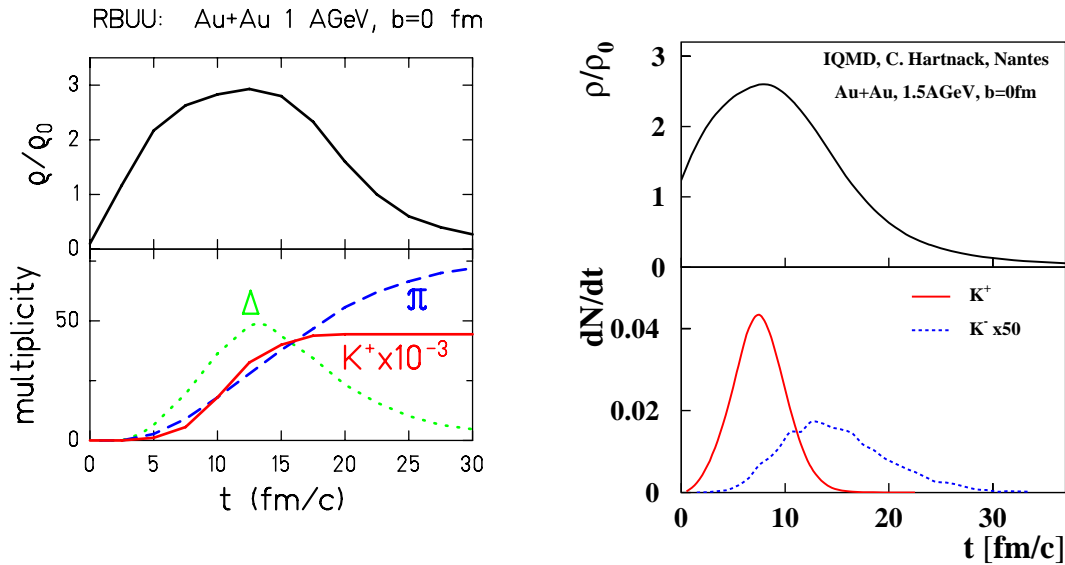 RBUU: Au+Au 1 AGeV, b=0 fm
ϱ/ϱ₀
3
2
1
0
multiplicity
50
0
Δ
π
K⁺x10⁻³
0 5 10 15 20 25 30
t (fm/c)
ρ/ρ₀
3
2
1
0
IQMD, C. Hartnack, Nantes
Au+Au, 1.5AGeV, b=0fm
dN/dt
0.04
0.02
0
K⁺
K⁻ x50
0 10 20 30
t [fm/c]